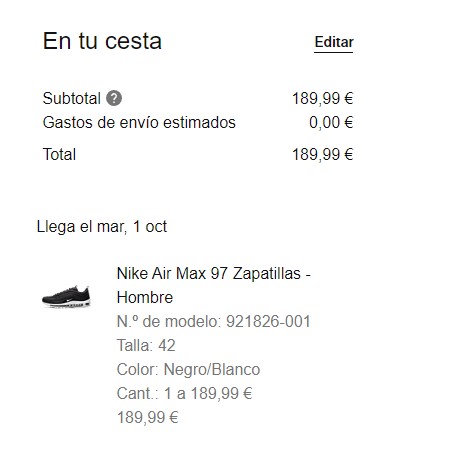 En tu cesta
Editar
Subtotal ? 189,99 €
Gastos de envío estimados 0,00 €
Total 189,99 €
Llega el mar, 1 oct
Nike Air Max 97 Zapatillas -
Hombre
N.º de modelo: 921826-001
Talla: 42
Color: Negro/Blanco
Cant.: 1 a 189,99 €
189,99 €